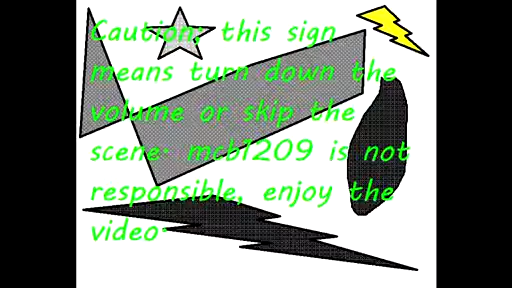 Caution; this sign
means turn down the
volume or skip the
scene. mcb1209 is not
responsible, enjoy the
video.